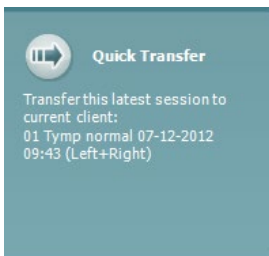 Quick Transfer
Transfer this latest session to
current client:
01 Tymp normal 07-12-2012
09:43 (Left+Right)